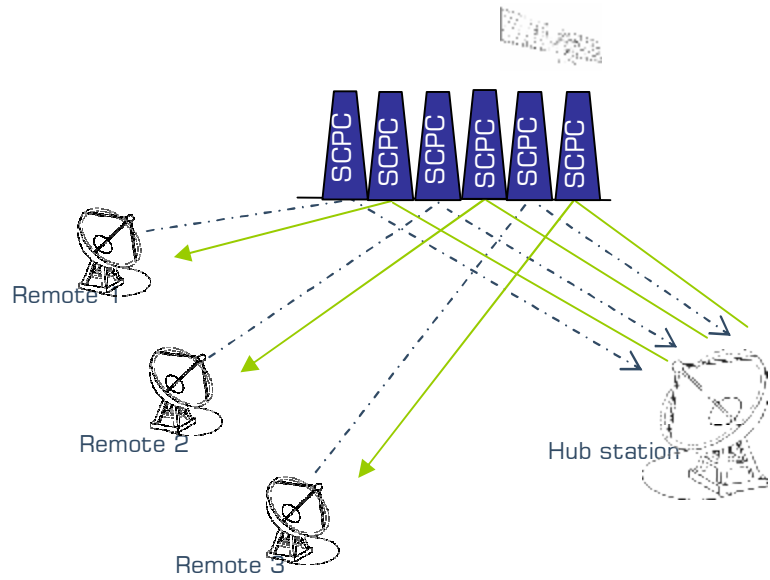 SCPC
SCPC
SCPC
SCPC
SCPC
SCPC
Remote 1
Remote 2
Hub station
Remote 3